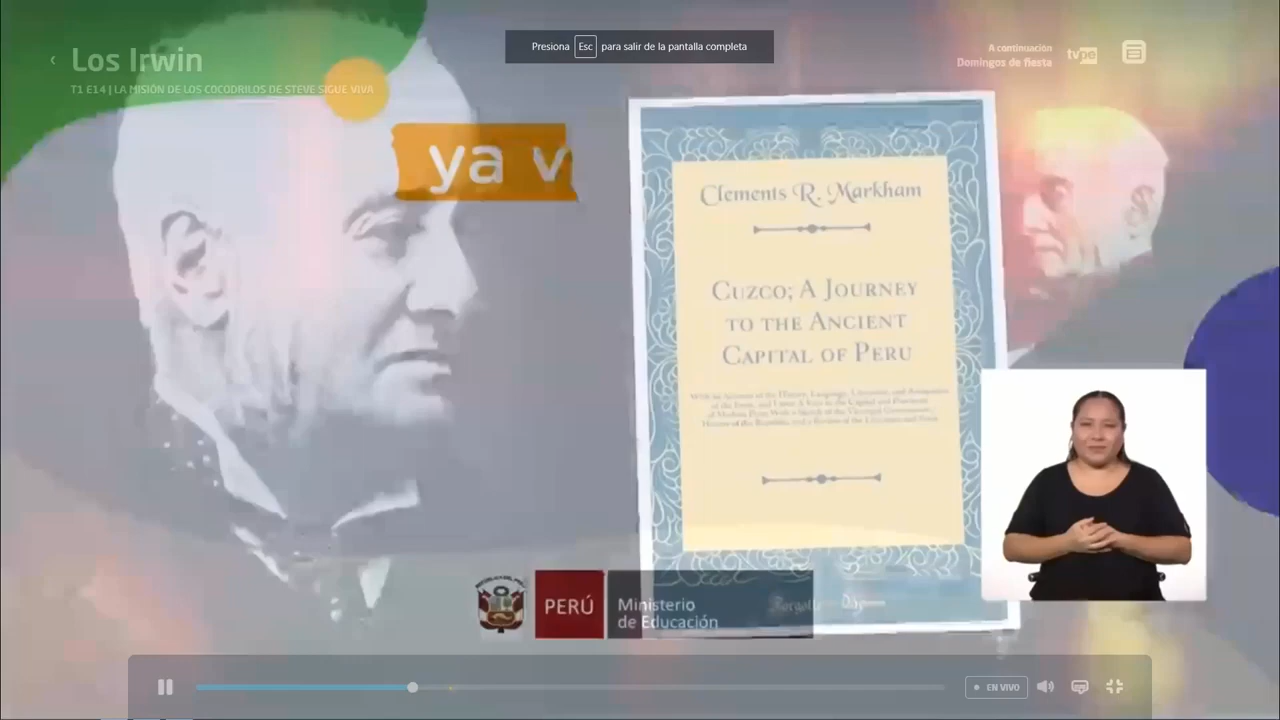 Presiona Esc para salir de la pantalla completa
Los Irwin
T1 E14 | LA MISIÓN DE LOS COCODRILOS DE STEVE SIGUE VIVA
A continuación
Domingos de fiesta
tvpe
ya v
Clements R. Markham
Cuzco; A Journey
to the Ancient
Capital of Peru
Forgotten Books
PERÚ
Ministerio
de Educación
EN VIVO